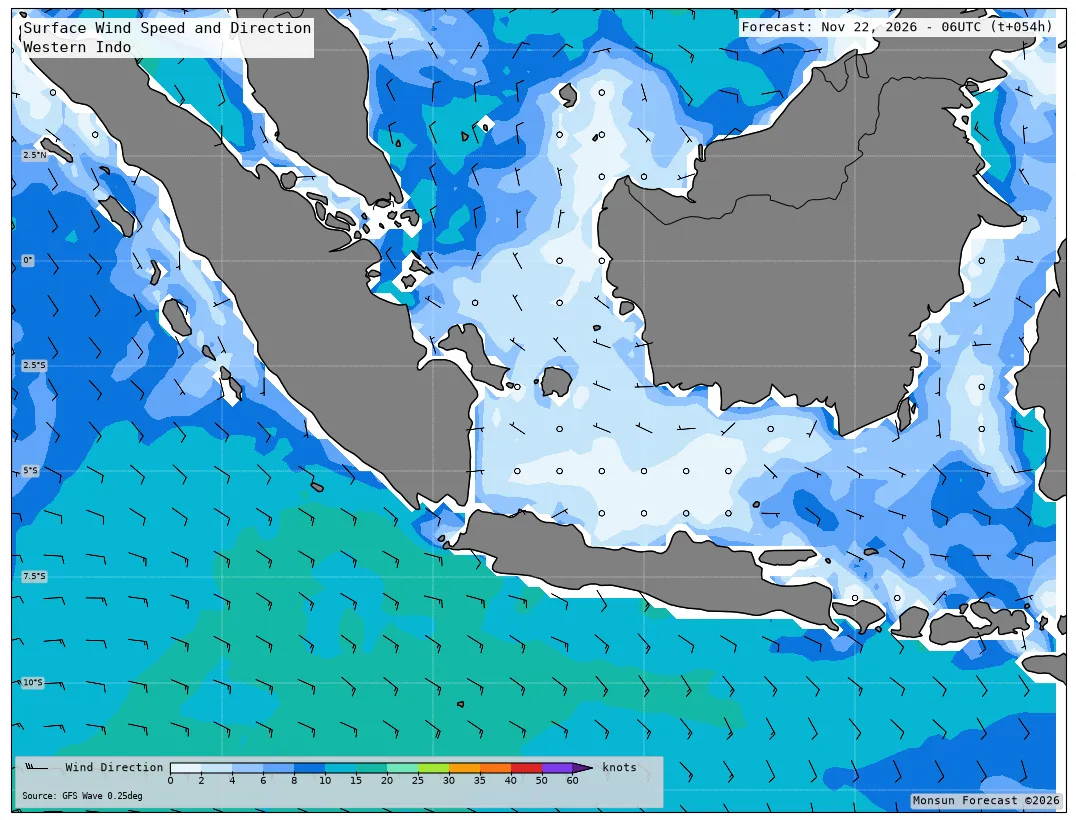 Surface Wind Speed and Direction
Western Indo
Forecast: Nov 22, 2026 - 06UTC (t+054h)
2.5°N
0°
2.5°S
5°S
7.5°S
10°S
Wind Direction
0 2 4 6 8 10 15 20 25 30 40 50 60
knots
Source: GFS Wave 0.25deg
Monsun Forecast ©2026